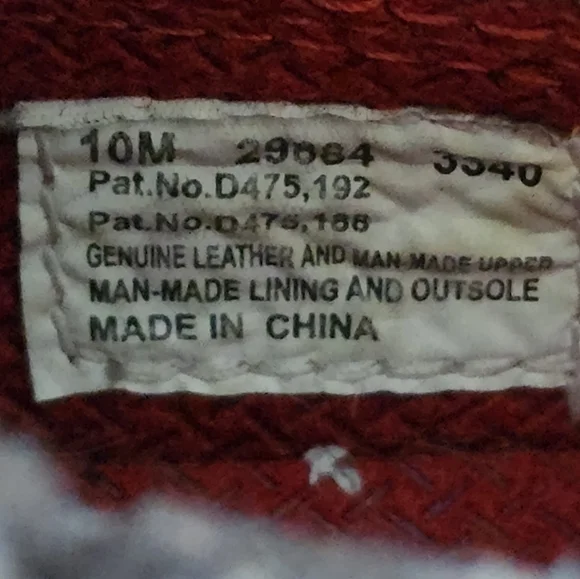 10M 29884 3340
Pat.No.D475,192
Pat.No.D475,186
GENUINE LEATHER AND MAN-MADE UPPER
MAN-MADE LINING AND OUTSOLE
MADE IN CHINA